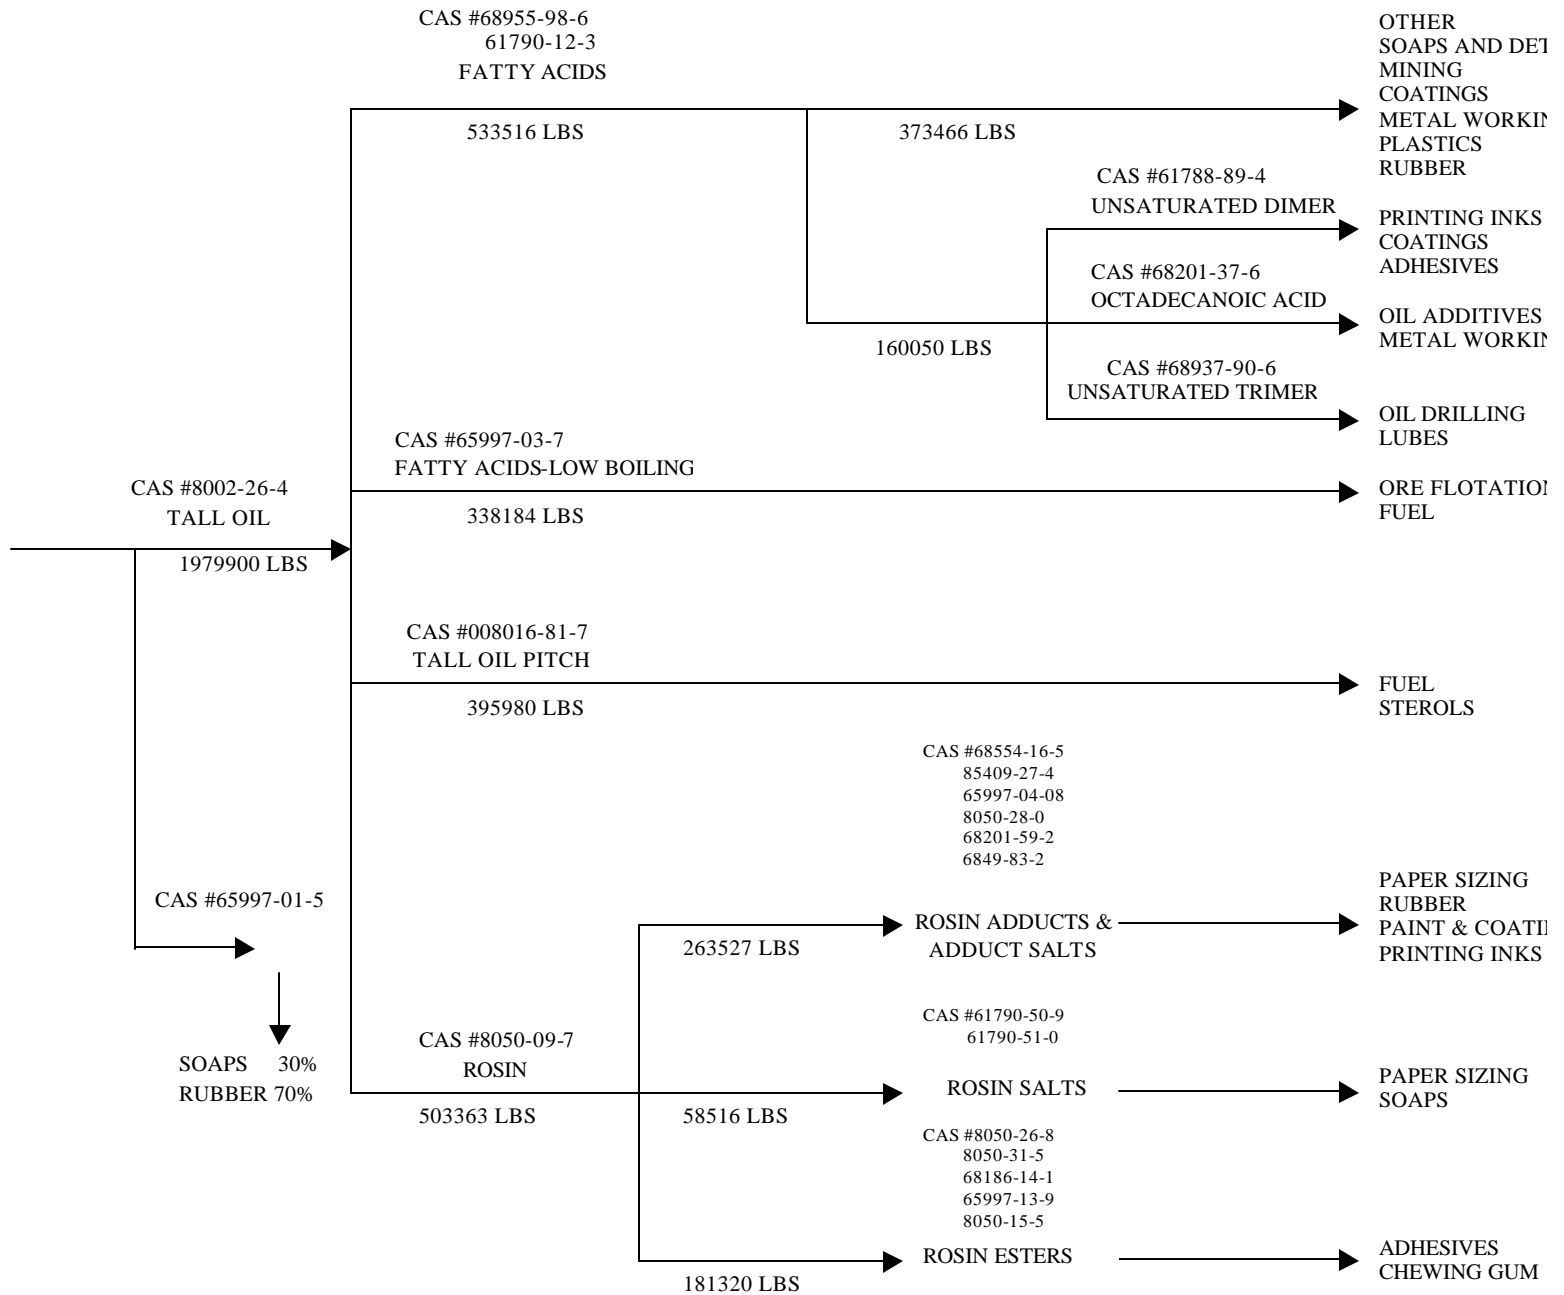 CAS #68955-98-6
61790-12-3
FATTY ACIDS
533516 LBS
373466 LBS
OTHER
SOAPS AND DET
MINING
COATINGS
METAL WORKIN
PLASTICS
RUBBER
CAS #61788-89-4
UNSATURATED DIMER
PRINTING INKS
COATINGS
ADHESIVES
CAS #68201-37-6
OCTADECANOIC ACID
OIL ADDITIVES
METAL WORKIN
160050 LBS
CAS #68937-90-6
UNSATURATED TRIMER
OIL DRILLING
LUBES
CAS #65997-03-7
FATTY ACIDS-LOW BOILING
338184 LBS
ORE FLOTATION
FUEL
CAS #8002-26-4
TALL OIL
1979900 LBS
CAS #008016-81-7
TALL OIL PITCH
395980 LBS
FUEL
STEROLS
CAS #68554-16-5
85409-27-4
65997-04-08
8050-28-0
68201-59-2
6849-83-2
CAS #65997-01-5
263527 LBS
ROSIN ADDUCTS &
ADDUCT SALTS
PAPER SIZING
RUBBER
PAINT & COATI
PRINTING INKS
SOAPS 30%
RUBBER 70%
CAS #8050-09-7
ROSIN
503363 LBS
CAS #61790-50-9
61790-51-0
58516 LBS
ROSIN SALTS
PAPER SIZING
SOAPS
CAS #8050-26-8
8050-31-5
68186-14-1
65997-13-9
8050-15-5
181320 LBS
ROSIN ESTERS
ADHESIVES
CHEWING GUM